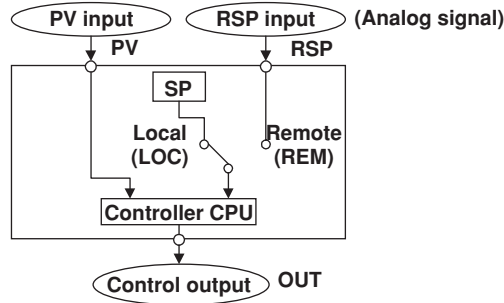 PV input
RSP input
(Analog signal)
PV
RSP
SP
Local
(LOC)
Remote
(REM)
Controller CPU
Control output
OUT